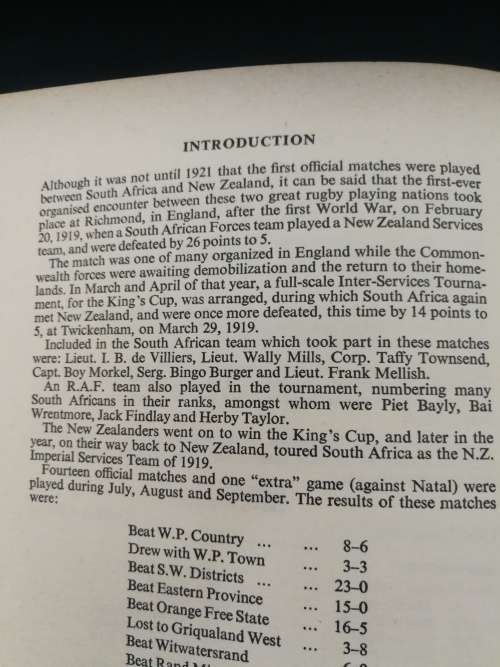 INTRODUCTION
Although it was not until 1921 that the first official matches were played
between South Africa and New Zealand, it can be said that the first-ever
organised encounter between these two great rugby playing nations took
place at Richmond, in England, after the first World War, on February
20, 1919, when a South African Forces team played a New Zealand Services
team, and were defeated by 26 points to 5.
The match was one of many organized in England while the Common-
wealth forces were awaiting demobilization and the return to their home-
lands. In March and April of that year, a full-scale Inter-Services Tourna-
ment, for the King's Cup, was arranged, during which South Africa again
met New Zealand, and were once more defeated, this time by 14 points to
5, at Twickenham, on March 29, 1919.
Included in the South African team which took part in these matches
were: Lieut. I. B. de Villiers, Lieut. Wally Mills, Corp. Taffy Townsend,
Capt. Boy Morkel, Serg. Bingo Burger and Lieut. Frank Mellish.
An R.A.F. team also played in the tournament, numbering many
South Africans in their ranks, amongst whom were Piet Bayly, Bai
Wrentmore, Jack Findlay and Herby Taylor.
The New Zealanders went on to win the King's Cup, and later in the
year, on their way back to New Zealand, toured South Africa as the N.Z.
Imperial Services Team of 1919.
Fourteen official matches and one "extra" game (against Natal) were
played during July, August and September. The results of these matches
were:
Beat W.P. Country ... ... 8–6
Drew with W.P. Town ... 3–3
Beat S.W. Districts ... ... 23–0
Beat Eastern Province ... 15–0
Beat Orange Free State ... 16–5
Lost to Griqualand West ... 3–8
Beat Witwatersrand
Beat Rand